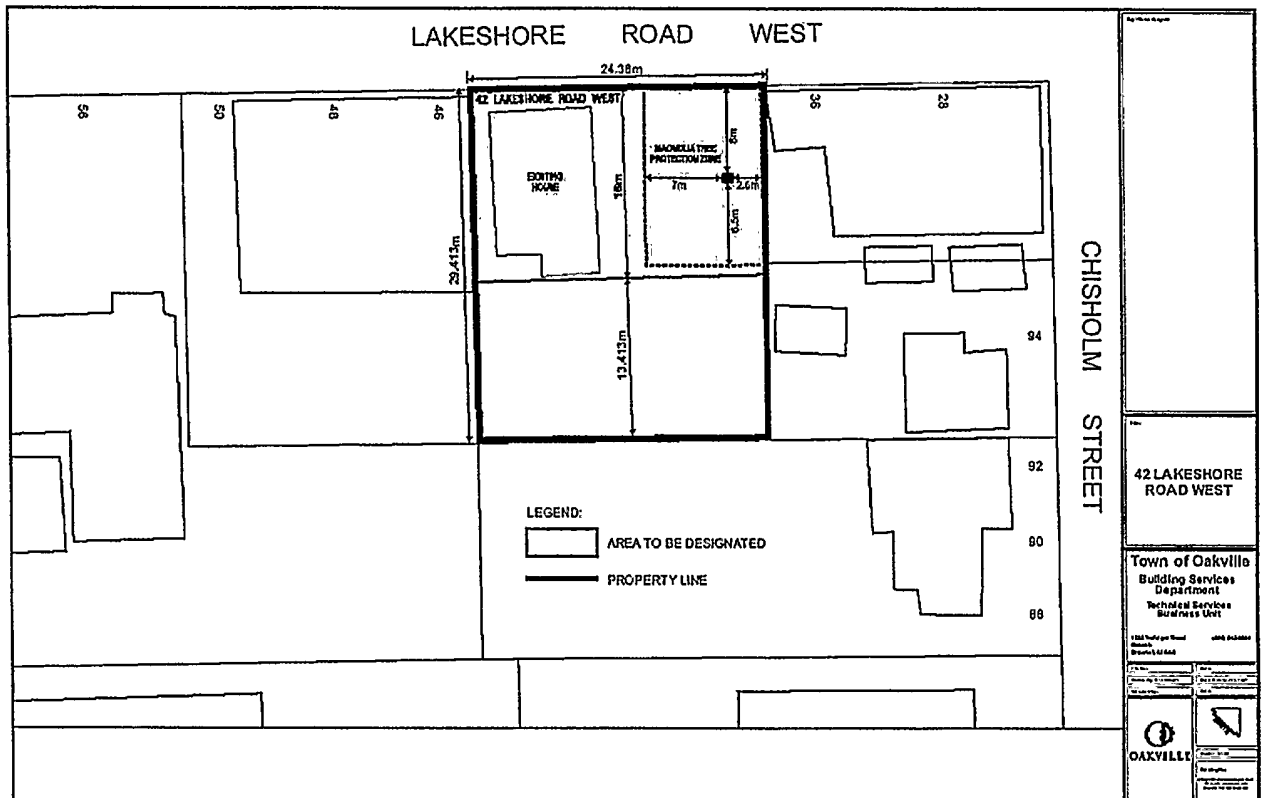 LAKESHORE ROAD WEST
24.38m
42 LAKESHORE ROAD WEST
56
50
48
46
36
28
EXISTING
HOUSE
MAGNOLIA TREE
PROTECTION ZONE
8m
16m
7m
2.6m
6.5m
29.413m
13.413m
94
92
90
88
CHISHOLM STREET
LEGEND:
AREA TO BE DESIGNATED
PROPERTY LINE
42 LAKESHORE
ROAD WEST
Town of Oakville
Building Services
Department
Technical Services
Business Unit
OAKVILLE